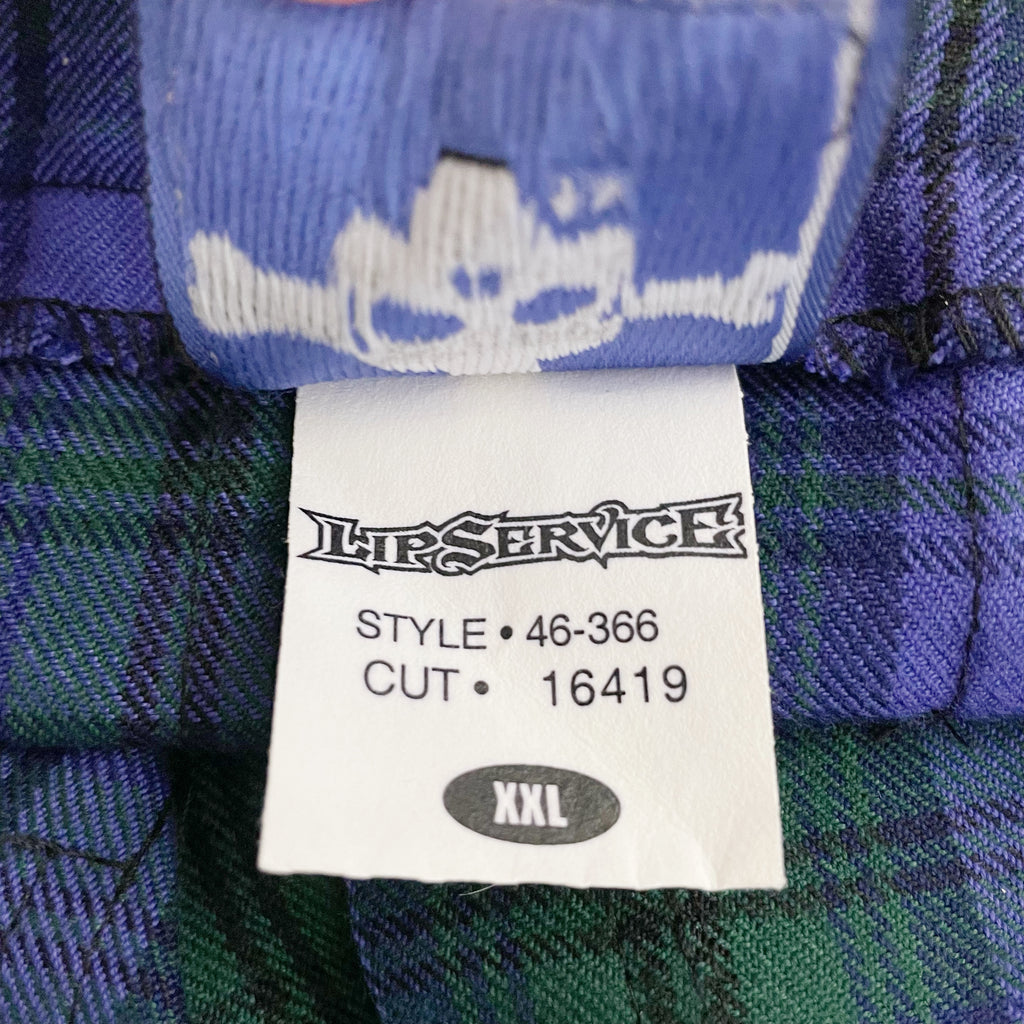 LIP SERVICE
STYLE • 46-366
CUT • 16419
XXL